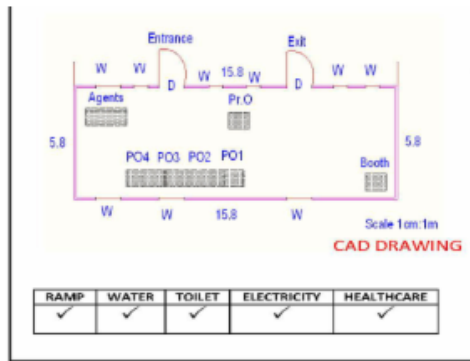 Entrance Exit
W W D W 15.8 W D W W
Agents Pr.O
5.8 5.8
PO4 PO3 PO2 PO1
Booth
W W 15.8 W
Scale 1cm:1m
CAD DRAWING
RAMP WATER TOILET ELECTRICITY HEALTHCARE
✓ ✓ ✓ ✓ ✓